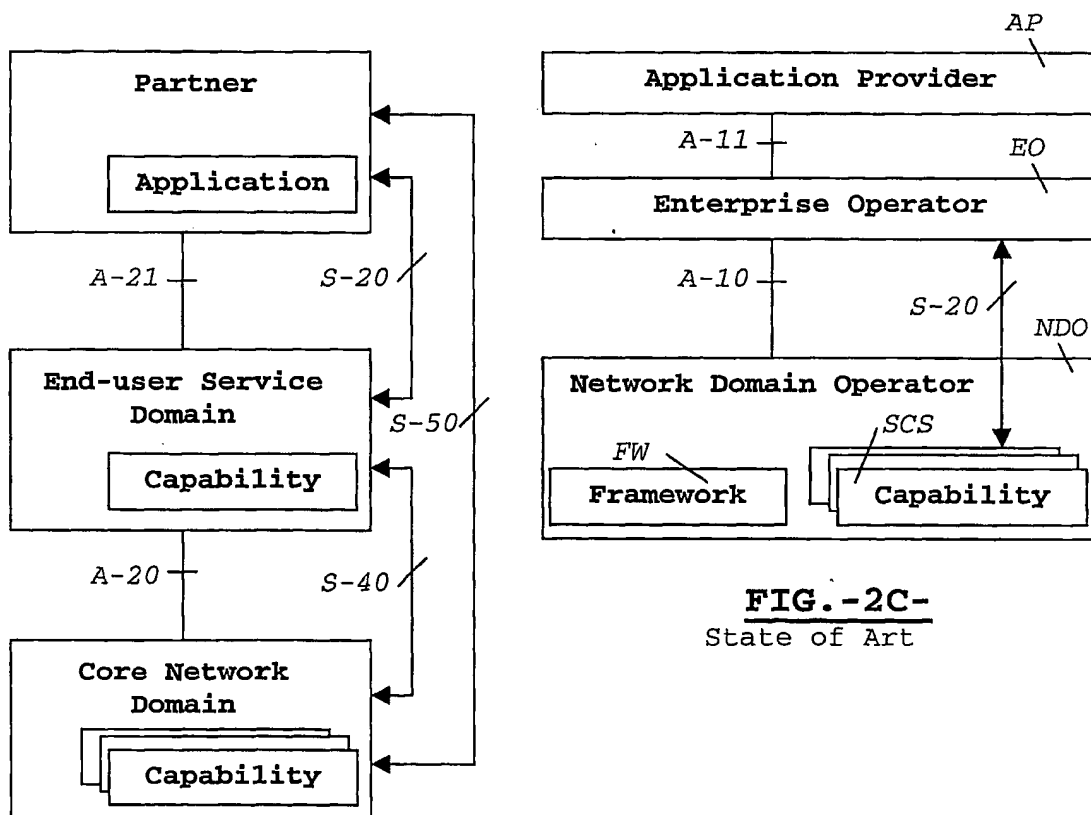 Partner
Application
A-21
S-20
End-user Service
Domain
S-50
Capability
A-20
S-40
Core Network
Domain
Capability
AP
Application Provider
A-11
EO
Enterprise Operator
A-10
S-20
NDO
Network Domain Operator
SCS
FW
Framework
Capability
FIG.-2C-
State of Art